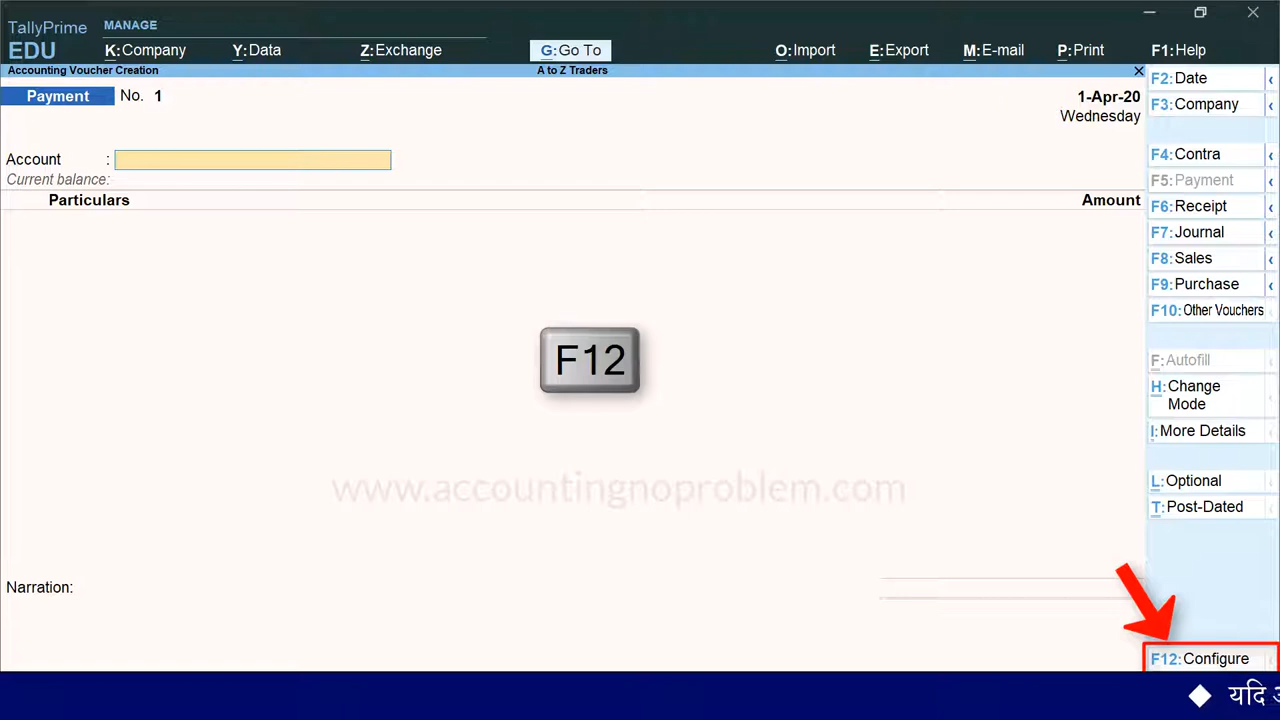 TallyPrime MANAGE
EDU K:Company Y:Data Z:Exchange G:Go To O:Import E:Export M:E-mail P:Print F1:Help
Accounting Voucher Creation A to Z Traders
Payment No. 1 1-Apr-20
Wednesday
Account :
Current balance:
Particulars Amount
F12
www.accountingnoproblem.com
Narration:
F2:Date
F3:Company
F4:Contra
F5:Payment
F6:Receipt
F7:Journal
F8:Sales
F9:Purchase
F10:Other Vouchers
F:Autofill
H:Change
Mode
I:More Details
L:Optional
T:Post-Dated
F12:Configure
यदि